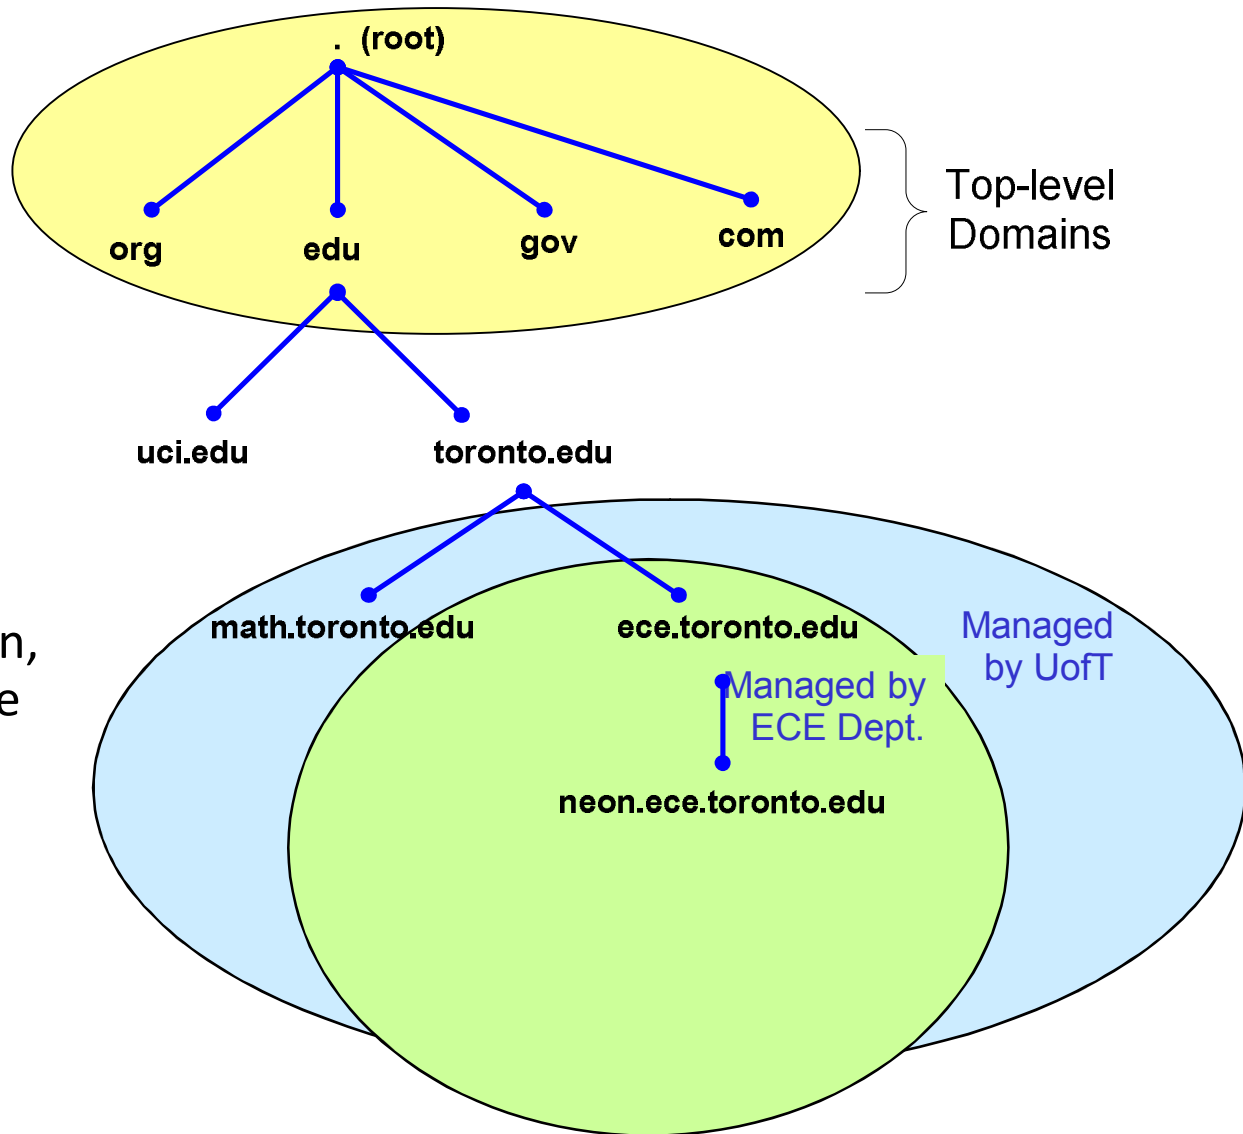 . (root)
org edu gov com
Top-level
Domains
uci.edu toronto.edu
math.toronto.edu ece.toronto.edu
Managed
by UofT
n,
e
Managed by
ECE Dept.
neon.ece.toronto.edu